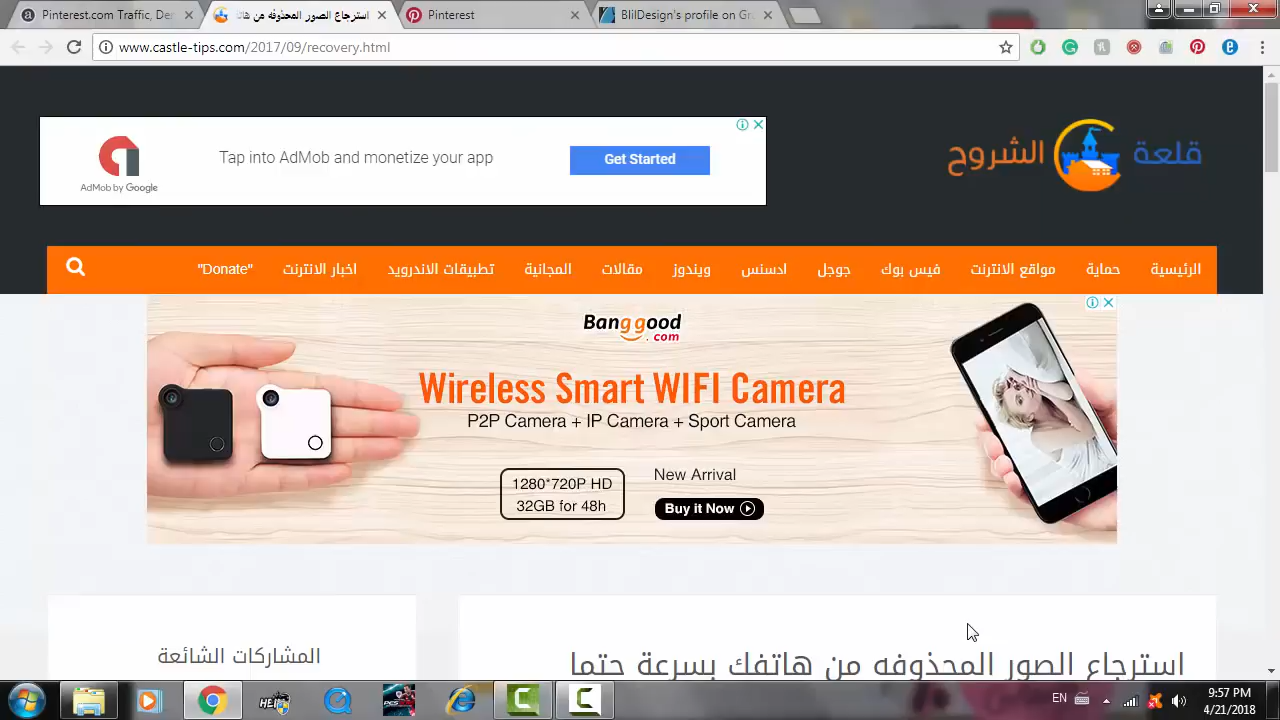 Pinterest.com Traffic, Dem
استرجاع الصور المحذوفه من هات
Pinterest
BlilDesign's profile on Gr
www.castle-tips.com/2017/09/recovery.html
Tap into AdMob and monetize your app
Get Started
AdMob by Google
قلعة الشروح
الرئيسية حماية مواقع الانترنت فيس بوك جوجل ادسنس ويندوز مقالات المجانية تطبيقات الاندرويد اخبار الانترنت "Donate"
Banggood
.com
Wireless Smart WIFI Camera
P2P Camera + IP Camera + Sport Camera
1280*720P HD
32GB for 48h
New Arrival
Buy it Now
استرجاع الصور المحذوفه من هاتفك بسرعة حتما
المشاركات الشائعة
EN
9:57 PM
4/21/2018